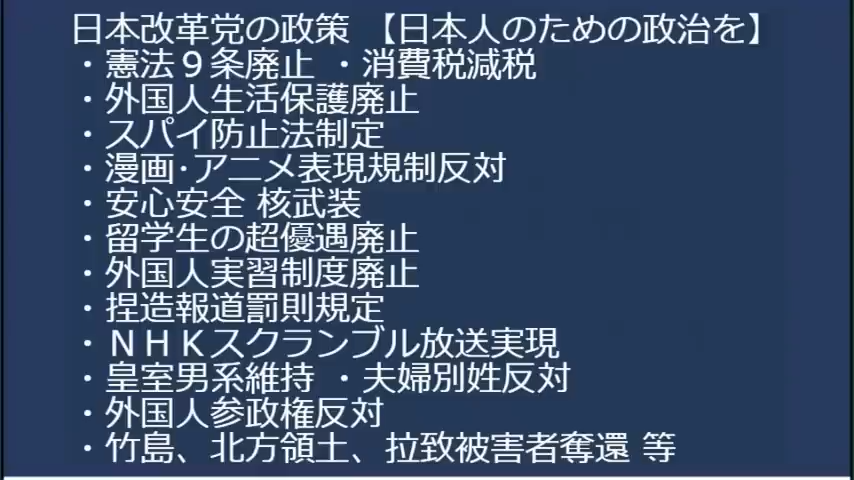 日本改革党の政策 【日本人のための政治を】
・憲法９条廃止 ・消費税減税
・外国人生活保護廃止
・スパイ防止法制定
・漫画･アニメ表現規制反対
・安心安全 核武装
・留学生の超優遇廃止
・外国人実習制度廃止
・捏造報道罰則規定
・ＮＨＫスクランブル放送実現
・皇室男系維持 ・夫婦別姓反対
・外国人参政権反対
・竹島、北方領土、拉致被害者奪還 等